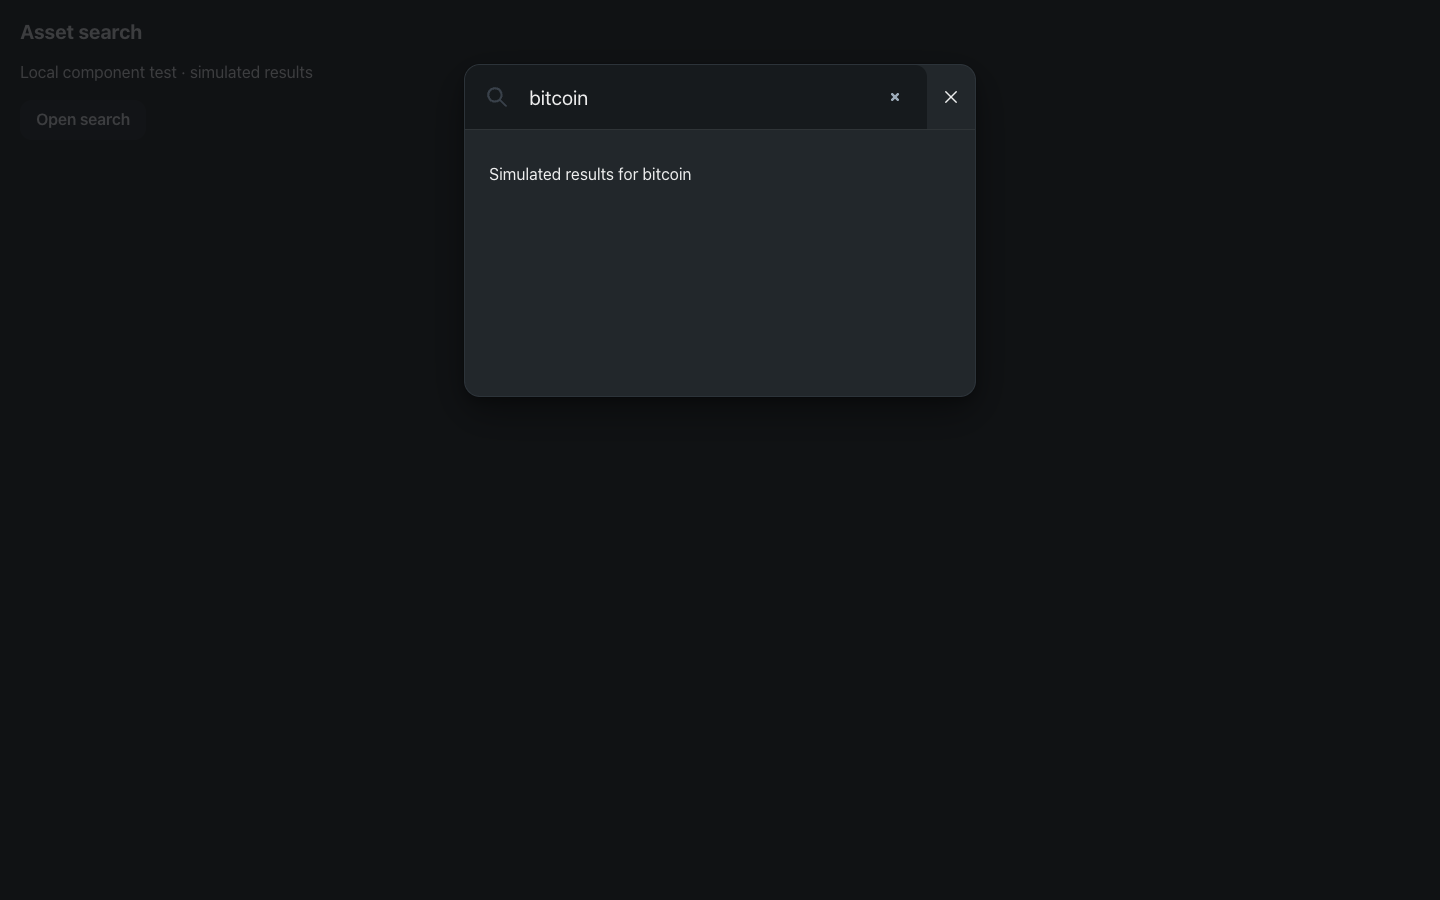 Asset search
Local component test · simulated results
Open search
bitcoin
Simulated results for bitcoin